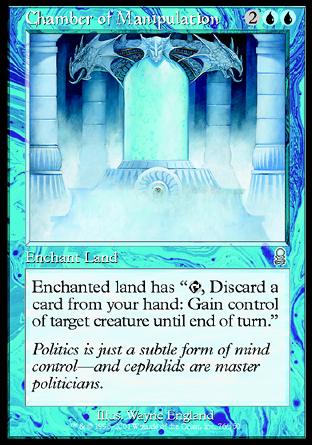 Chamber of Manipulation 2
Enchant Land
Enchanted land has “, Discard a
card from your hand: Gain control
of target creature until end of turn.”
Politics is just a subtle form of mind
control—and cephalids are master
politicians.
Illus. Wayne England